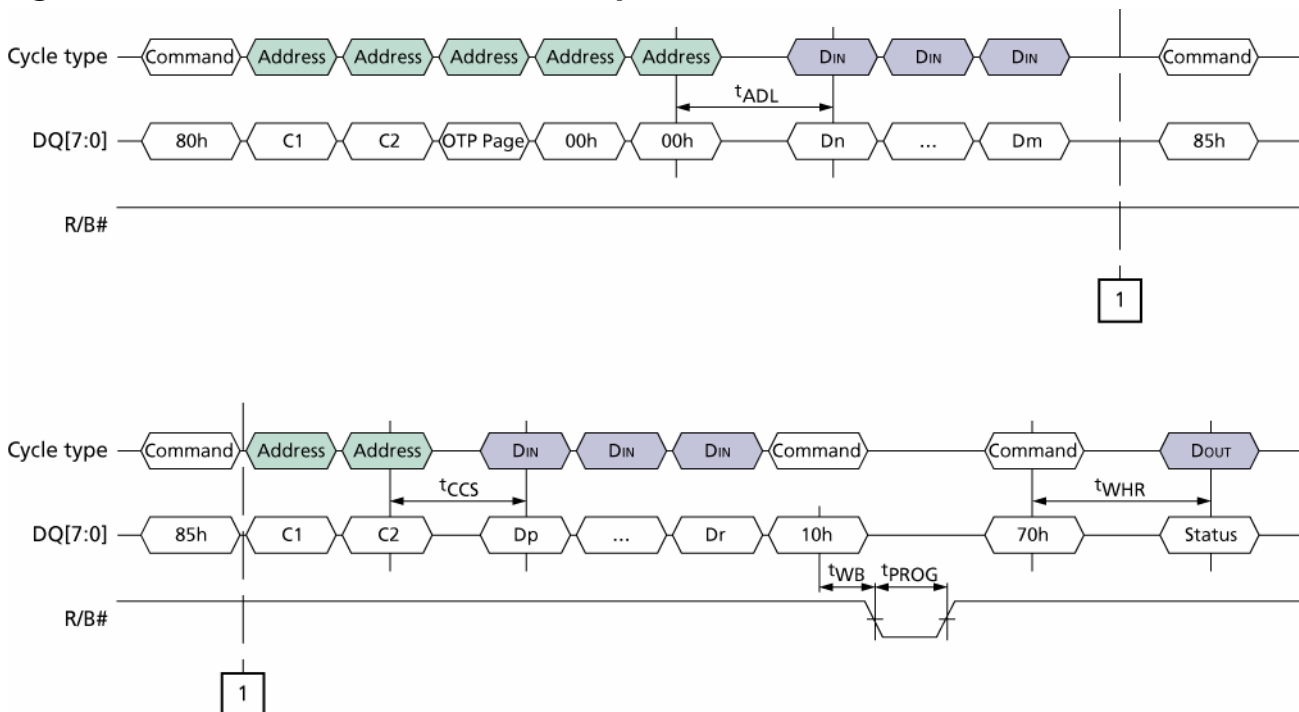 Cycle type Command Address Address Address Address Address DIN DIN DIN Command
tADL
DQ[7:0] 80h C1 C2 OTP Page 00h 00h Dn ... Dm 85h
R/B#
1
Cycle type Command Address Address DIN DIN DIN Command Command DOUT
tCCS tWHR
DQ[7:0] 85h C1 C2 Dp ... Dr 10h 70h Status
tWB tPROG
R/B#
1